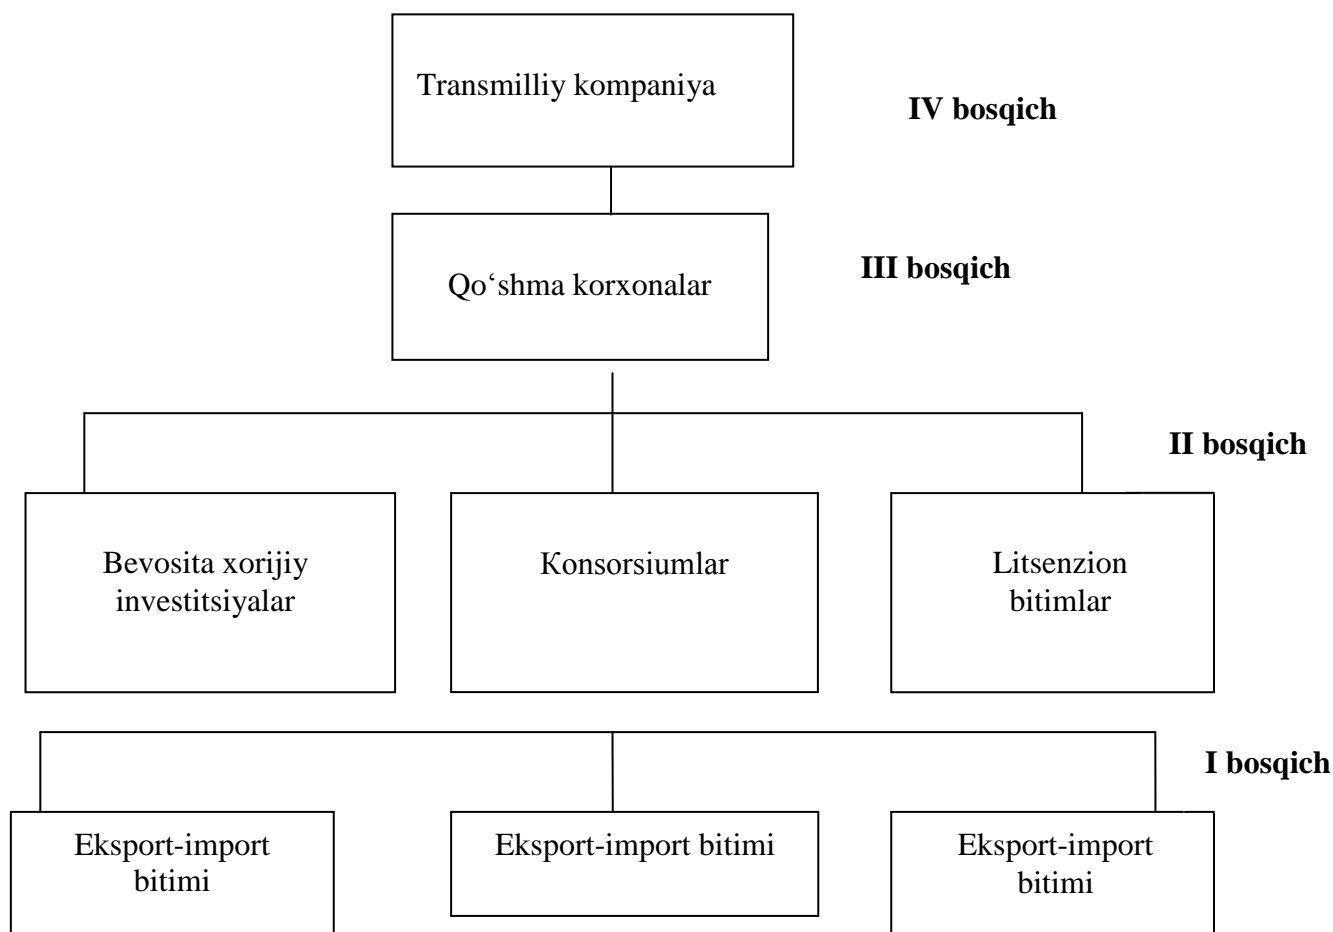 Transmilliy kompaniya
IV bosqich
Qo‘shma korxonalar
III bosqich
II bosqich
Bevosita xorijiy
investitsiyalar
Konsorsiumlar
Litsenzion
bitimlar
I bosqich
Eksport-import
bitimi
Eksport-import bitimi
Eksport-import
bitimi